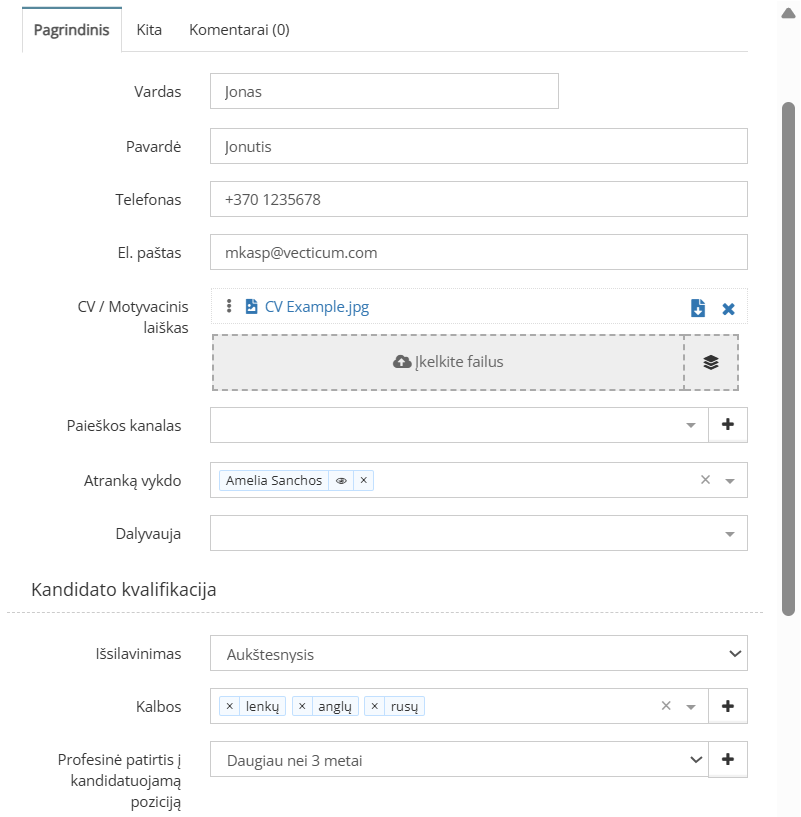 Pagrindinis Kita Komentarai (0)
Vardas Jonas
Pavardė Jonutis
Telefonas +370 1235678
El. paštas mkasp@vecticum.com
CV / Motyvacinis laiškas CV Example.jpg
Įkelkite failus
Paieškos kanalas
Atranką vykdo Amelia Sanchos
Dalyvauja
Kandidato kvalifikacija
Išsilavinimas Aukštesnysis
Kalbos × lenkų × anglų × rusų
Profesinė patirtis į Daugiau nei 3 metai
kandidatuojamą
poziciją